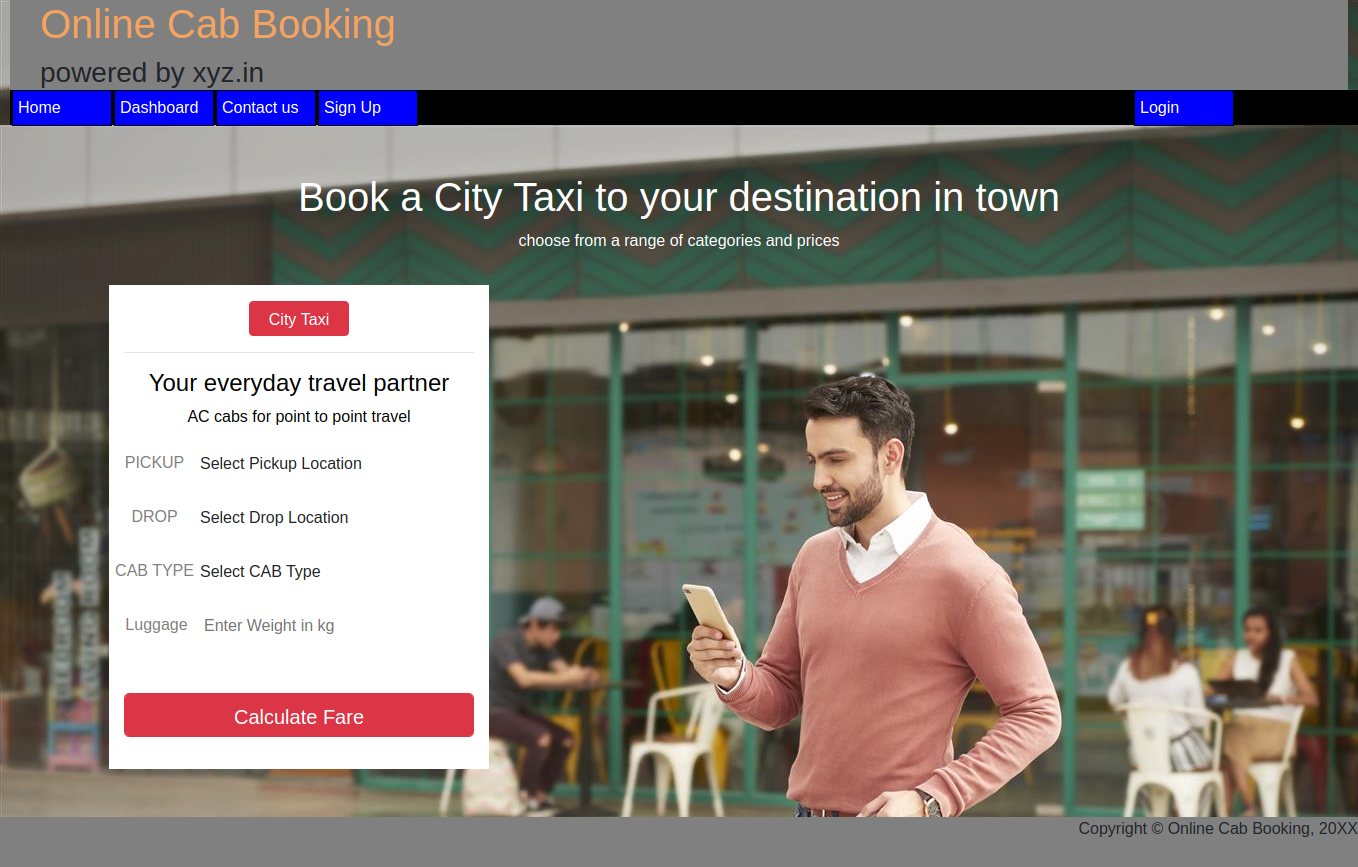 Online Cab Booking
powered by xyz.in
Home Dashboard Contact us Sign Up Login
Book a City Taxi to your destination in town
choose from a range of categories and prices
City Taxi
Your everyday travel partner
AC cabs for point to point travel
PICKUP Select Pickup Location
DROP Select Drop Location
CAB TYPE Select CAB Type
Luggage Enter Weight in kg
Calculate Fare
Copyright © Online Cab Booking, 20XX